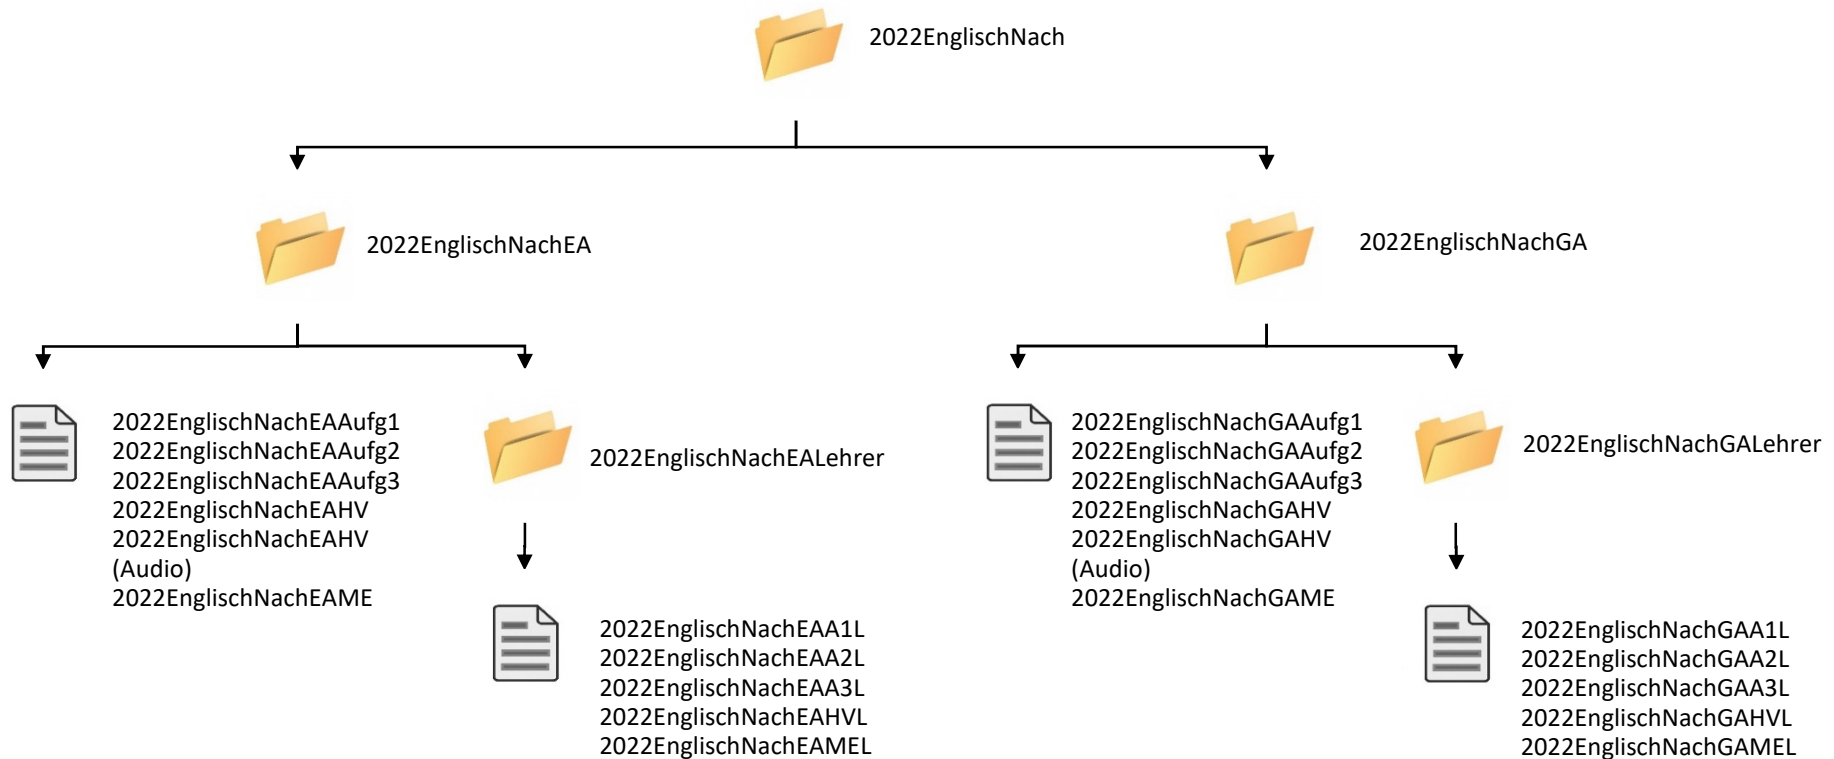 2022EnglischNach
2022EnglischNachEA
2022EnglischNachGA
2022EnglischNachEAAufg1
2022EnglischNachEAAufg2
2022EnglischNachEAAufg3
2022EnglischNachEAHV
2022EnglischNachEAHV
(Audio)
2022EnglischNachEAME
2022EnglischNachEALehrer
2022EnglischNachEAA1L
2022EnglischNachEAA2L
2022EnglischNachEAA3L
2022EnglischNachEAHVL
2022EnglischNachEAMEL
2022EnglischNachGAAufg1
2022EnglischNachGAAufg2
2022EnglischNachGAAufg3
2022EnglischNachGAHV
2022EnglischNachGAHV
(Audio)
2022EnglischNachGAME
2022EnglischNachGALehrer
2022EnglischNachGAA1L
2022EnglischNachGAA2L
2022EnglischNachGAA3L
2022EnglischNachGAHVL
2022EnglischNachGAMEL